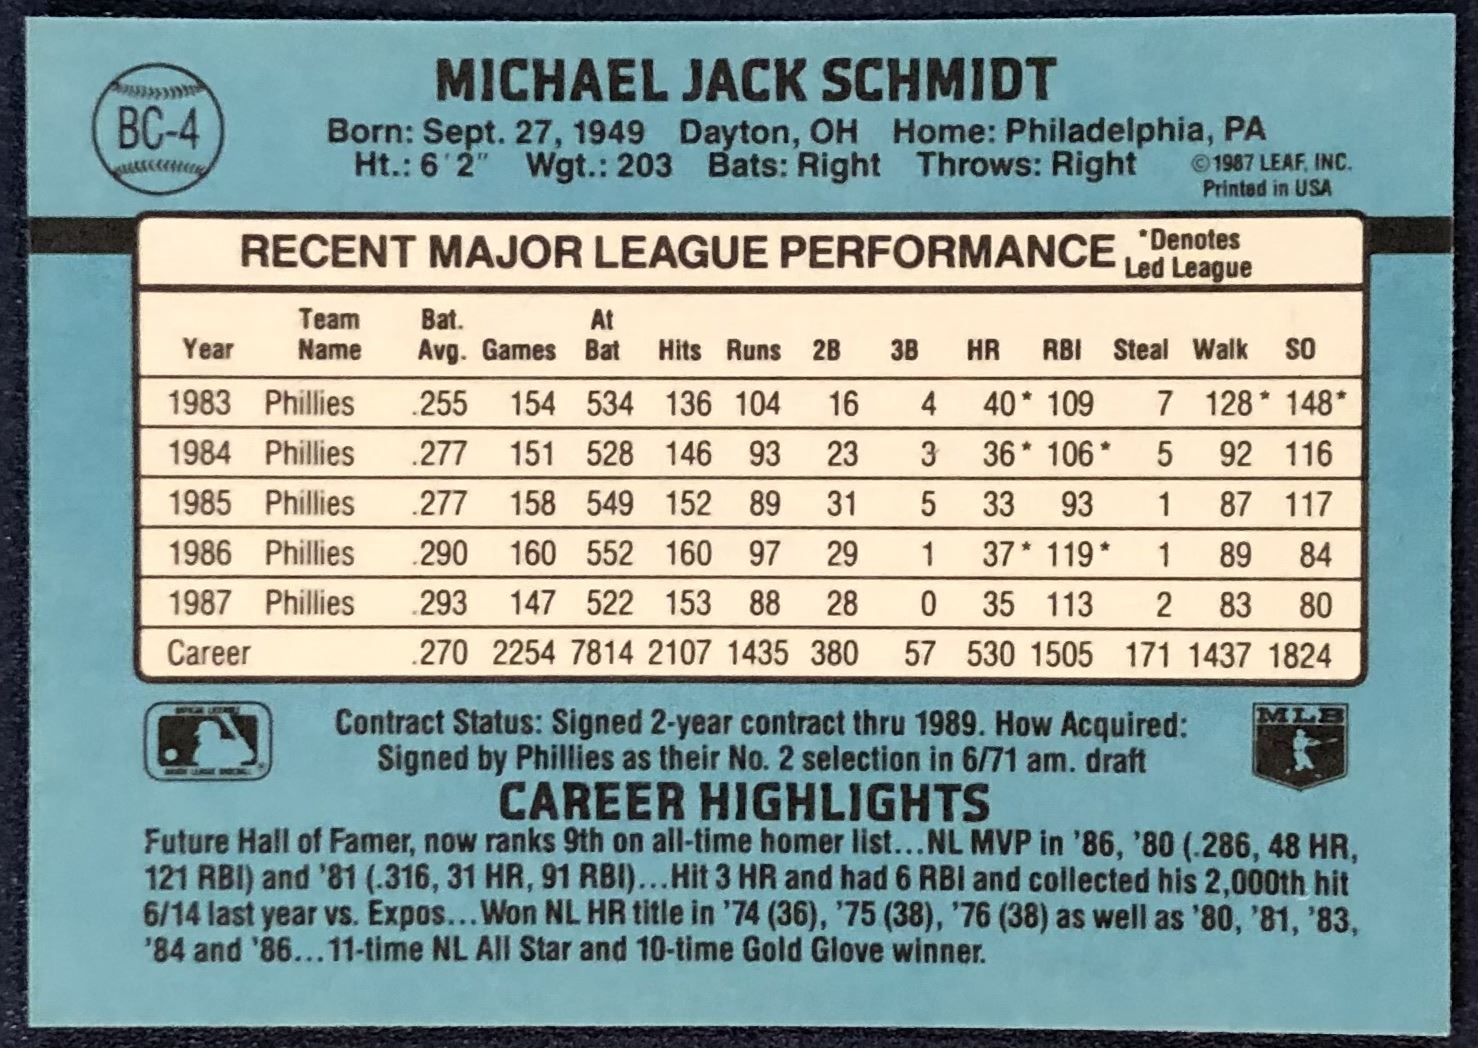 BC-4
MICHAEL JACK SCHMIDT
Born: Sept. 27, 1949 Dayton, OH Home: Philadelphia, PA
Ht.: 6'2" Wgt.: 203 Bats: Right Throws: Right ©1987 LEAF, INC.
Printed in USA
RECENT MAJOR LEAGUE PERFORMANCE *Denotes
Led League
Team Bat. At
Year Name Avg. Games Bat Hits Runs 2B 3B HR RBI Steal Walk SO
1983 Phillies .255 154 534 136 104 16 4 40* 109 7 128* 148*
1984 Phillies .277 151 528 146 93 23 3 36* 106* 5 92 116
1985 Phillies .277 158 549 152 89 31 5 33 93 1 87 117
1986 Phillies .290 160 552 160 97 29 1 37* 119* 1 89 84
1987 Phillies .293 147 522 153 88 28 0 35 113 2 83 80
Career .270 2254 7814 2107 1435 380 57 530 1505 171 1437 1824
Contract Status: Signed 2-year contract thru 1989. How Acquired:
Signed by Phillies as their No. 2 selection in 6/71 am. draft
MLB
CAREER HIGHLIGHTS
Future Hall of Famer, now ranks 9th on all-time homer list...NL MVP in '86, '80 (.286, 48 HR,
121 RBI) and '81 (.316, 31 HR, 91 RBI)...Hit 3 HR and had 6 RBI and collected his 2,000th hit
6/14 last year vs. Expos...Won NL HR title in '74 (36), '75 (38), '76 (38) as well as '80, '81, '83,
'84 and '86...11-time NL All Star and 10-time Gold Glove winner.